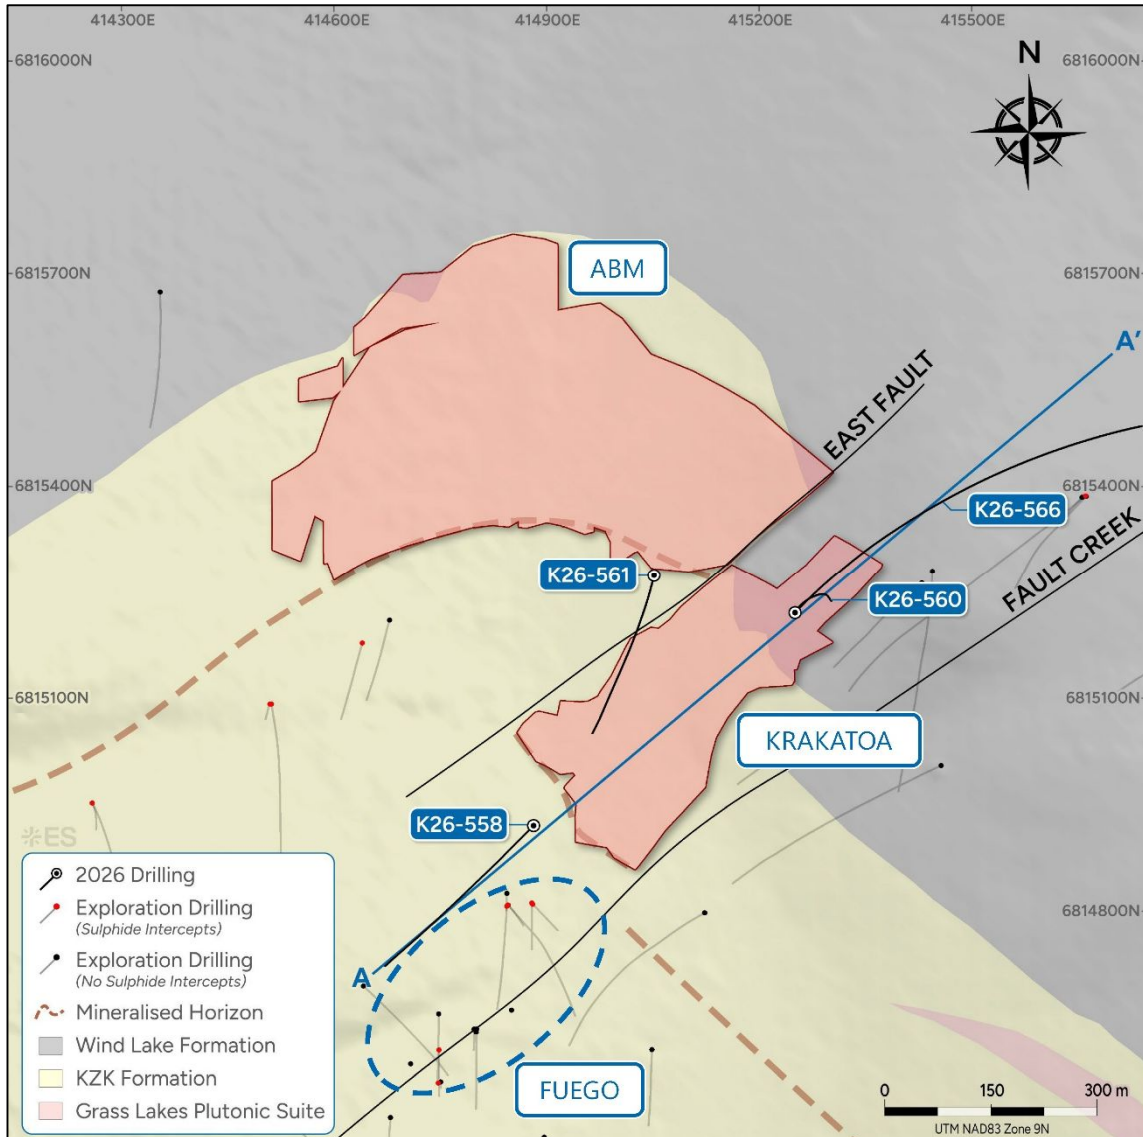 414300E
414600E
414900E
415200E
415500E
6816000N
N
6816000N
6815700N
ABM
6815700N
A'
EAST FAULT
6815400N
6815400N
K26-566
K26-561
K26-560
FAULT CREEK
6815100N
6815100N
KRAKATOA
K26-558
ES
2026 Drilling
Exploration Drilling
(Sulphide Intercepts)
Exploration Drilling
(No Sulphide Intercepts)
Mineralised Horizon
Wind Lake Formation
KZK Formation
Grass Lakes Plutonic Suite
6814800N
A
FUEGO
0 150 300 m
UTM NAD83 Zone 9N